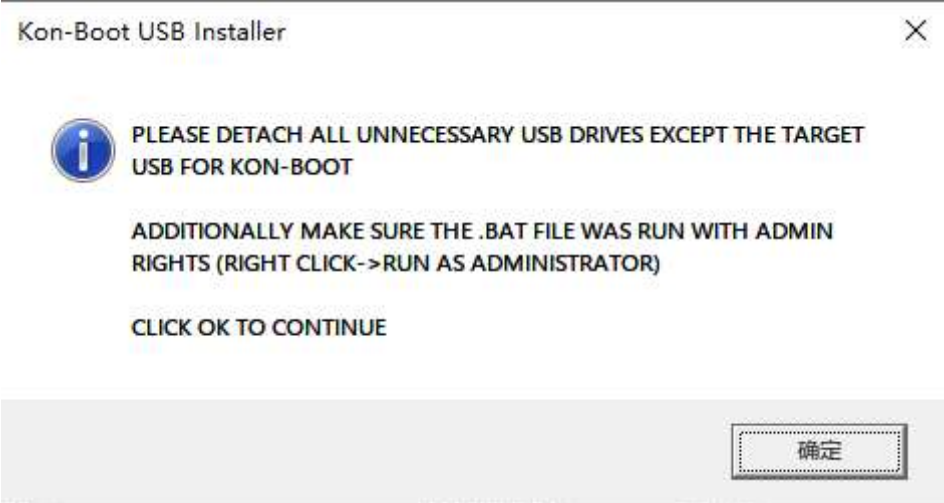 Kon-Boot USB Installer
PLEASE DETACH ALL UNNECESSARY USB DRIVES EXCEPT THE TARGET
USB FOR KON-BOOT
ADDITIONALLY MAKE SURE THE .BAT FILE WAS RUN WITH ADMIN
RIGHTS (RIGHT CLICK->RUN AS ADMINISTRATOR)
CLICK OK TO CONTINUE
确定